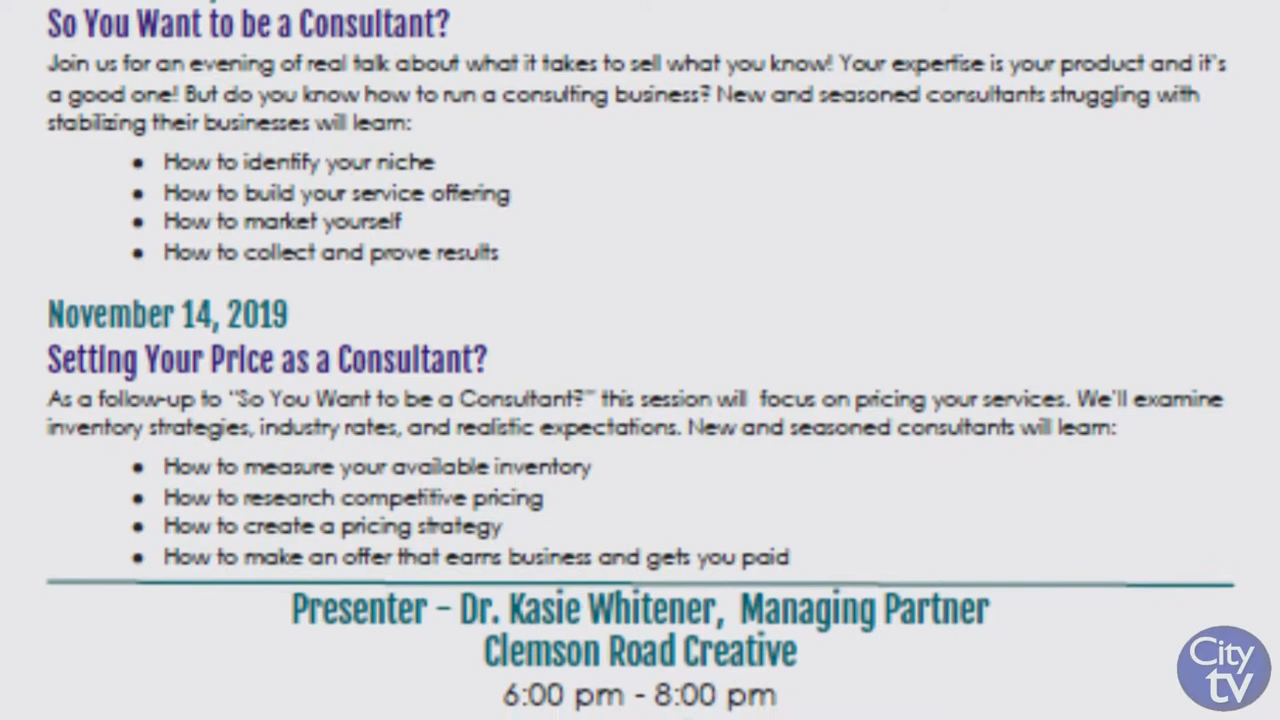 So You Want to be a Consultant?
Join us for an evening of real talk about what it takes to sell what you know! Your expertise is your product and it's
a good one! But do you know how to run a consulting business? New and seasoned consultants struggling with
stabilizing their businesses will learn:
• How to identify your niche
• How to build your service offering
• How to market yourself
• How to collect and prove results
November 14, 2019
Setting Your Price as a Consultant?
As a follow-up to "So You Want to be a Consultant?" this session will focus on pricing your services. We'll examine
inventory strategies, industry rates, and realistic expectations. New and seasoned consultants will learn:
• How to measure your available inventory
• How to research competitive pricing
• How to create a pricing strategy
• How to make an offer that earns business and gets you paid
Presenter - Dr. Kasie Whitener, Managing Partner
Clemson Road Creative
6:00 pm - 8:00 pm
City
tv